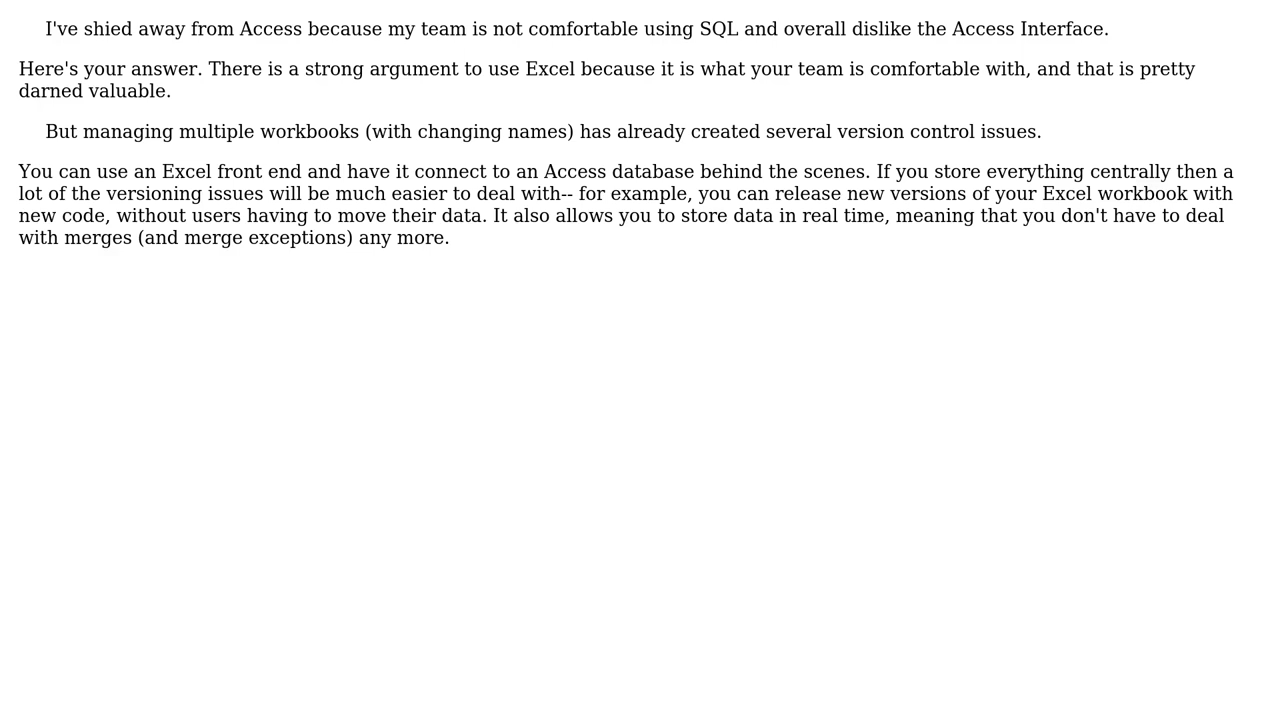 I've shied away from Access because my team is not comfortable using SQL and overall dislike the Access Interface.
Here's your answer. There is a strong argument to use Excel because it is what your team is comfortable with, and that is pretty
darned valuable.
But managing multiple workbooks (with changing names) has already created several version control issues.
You can use an Excel front end and have it connect to an Access database behind the scenes. If you store everything centrally then a
lot of the versioning issues will be much easier to deal with-- for example, you can release new versions of your Excel workbook with
new code, without users having to move their data. It also allows you to store data in real time, meaning that you don't have to deal
with merges (and merge exceptions) any more.